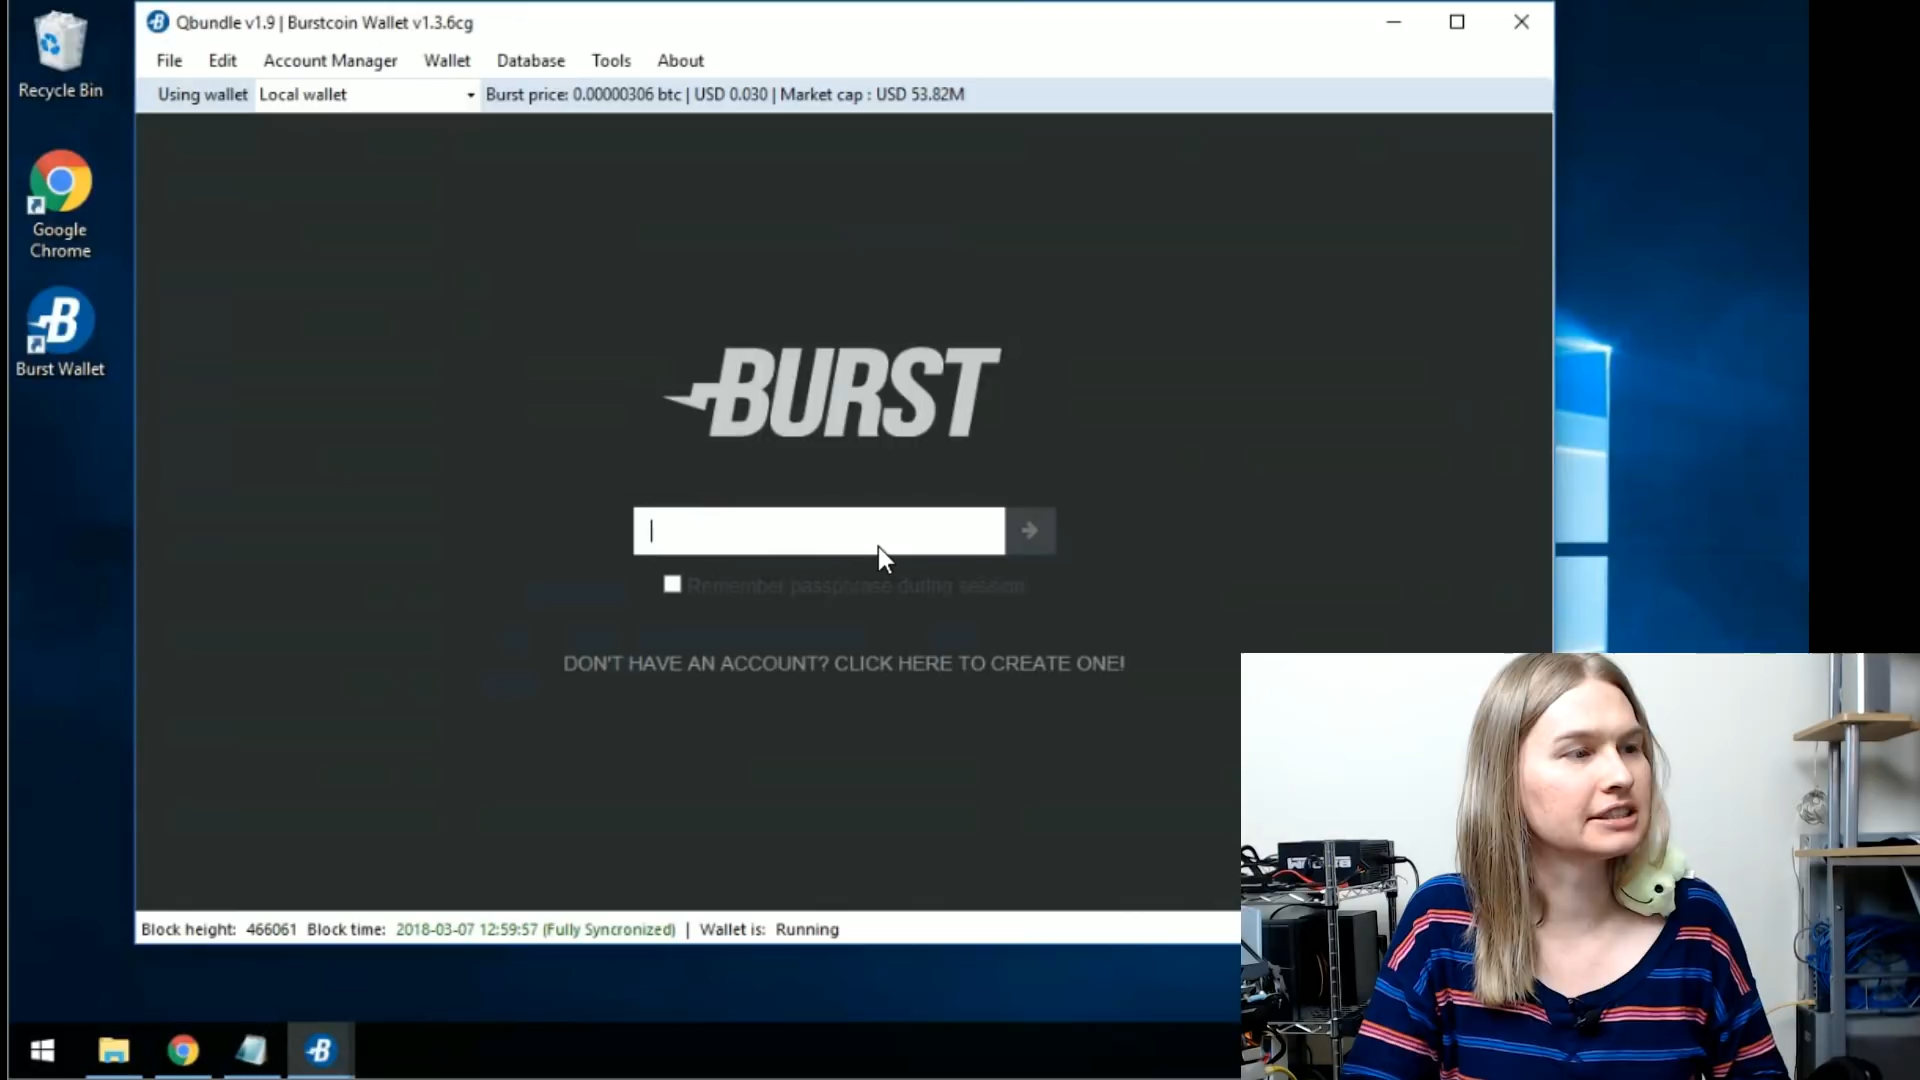 Qbundle v1.9 | Burstcoin Wallet v1.3.6cg
File Edit Account Manager Wallet Database Tools About
Using wallet Local wallet Burst price: 0.00000306 btc | USD 0.030 | Market cap : USD 53.82M
Recycle Bin
Google
Chrome
Burst Wallet
BURST
Remember passphrase during session
DON'T HAVE AN ACCOUNT? CLICK HERE TO CREATE ONE!
Block height: 466061 Block time: 2018-03-07 12:59:57 (Fully Syncronized) | Wallet is: Running